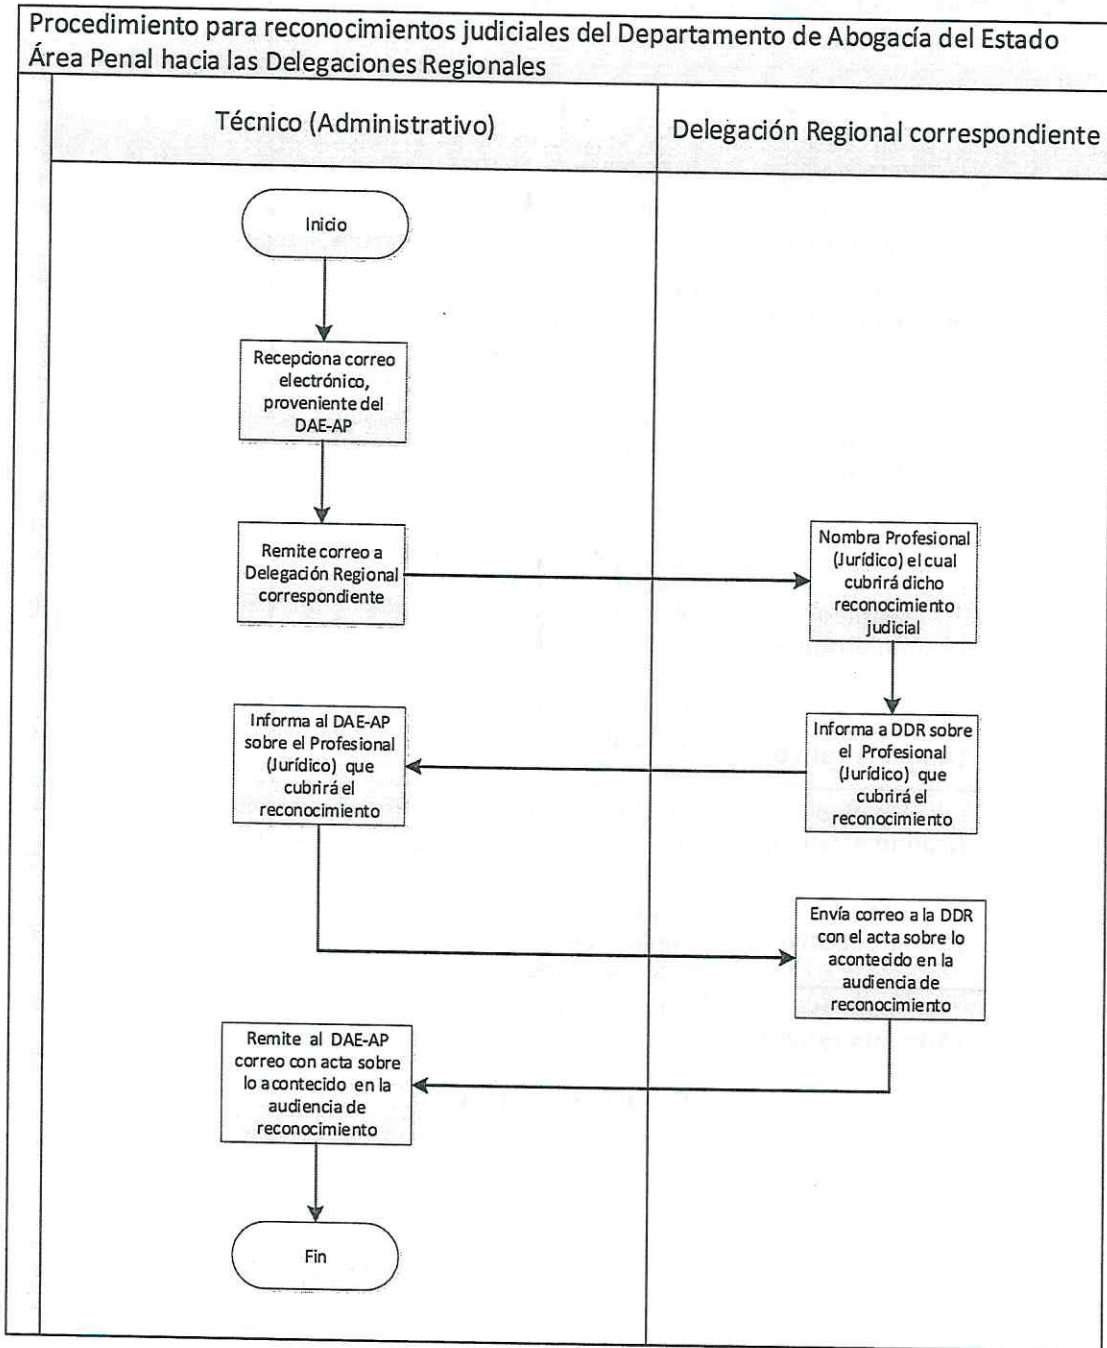 Procedimiento para reconocimientos judiciales del Departamento de Abogacía del Estado
Área Penal hacia las Delegaciones Regionales
Técnico (Administrativo)
Delegación Regional correspondiente
Inicio
Recepciona correo
electrónico,
proveniente del
DAE-AP
Remite correo a
Delegación Regional
correspondiente
Nombra Profesional
(Jurídico) el cual
cubrirá dicho
reconocimiento
judicial
Informa a DDR sobre
el Profesional
(Jurídico) que
cubrirá el
reconocimiento
Informa al DAE-AP
sobre el Profesional
(Jurídico) que
cubrirá el
reconocimiento
Envía correo a la DDR
con el acta sobre lo
acontecido en la
audiencia de
reconocimiento
Remite al DAE-AP
correo con acta sobre
lo acontecido en la
audiencia de
reconocimiento
Fin